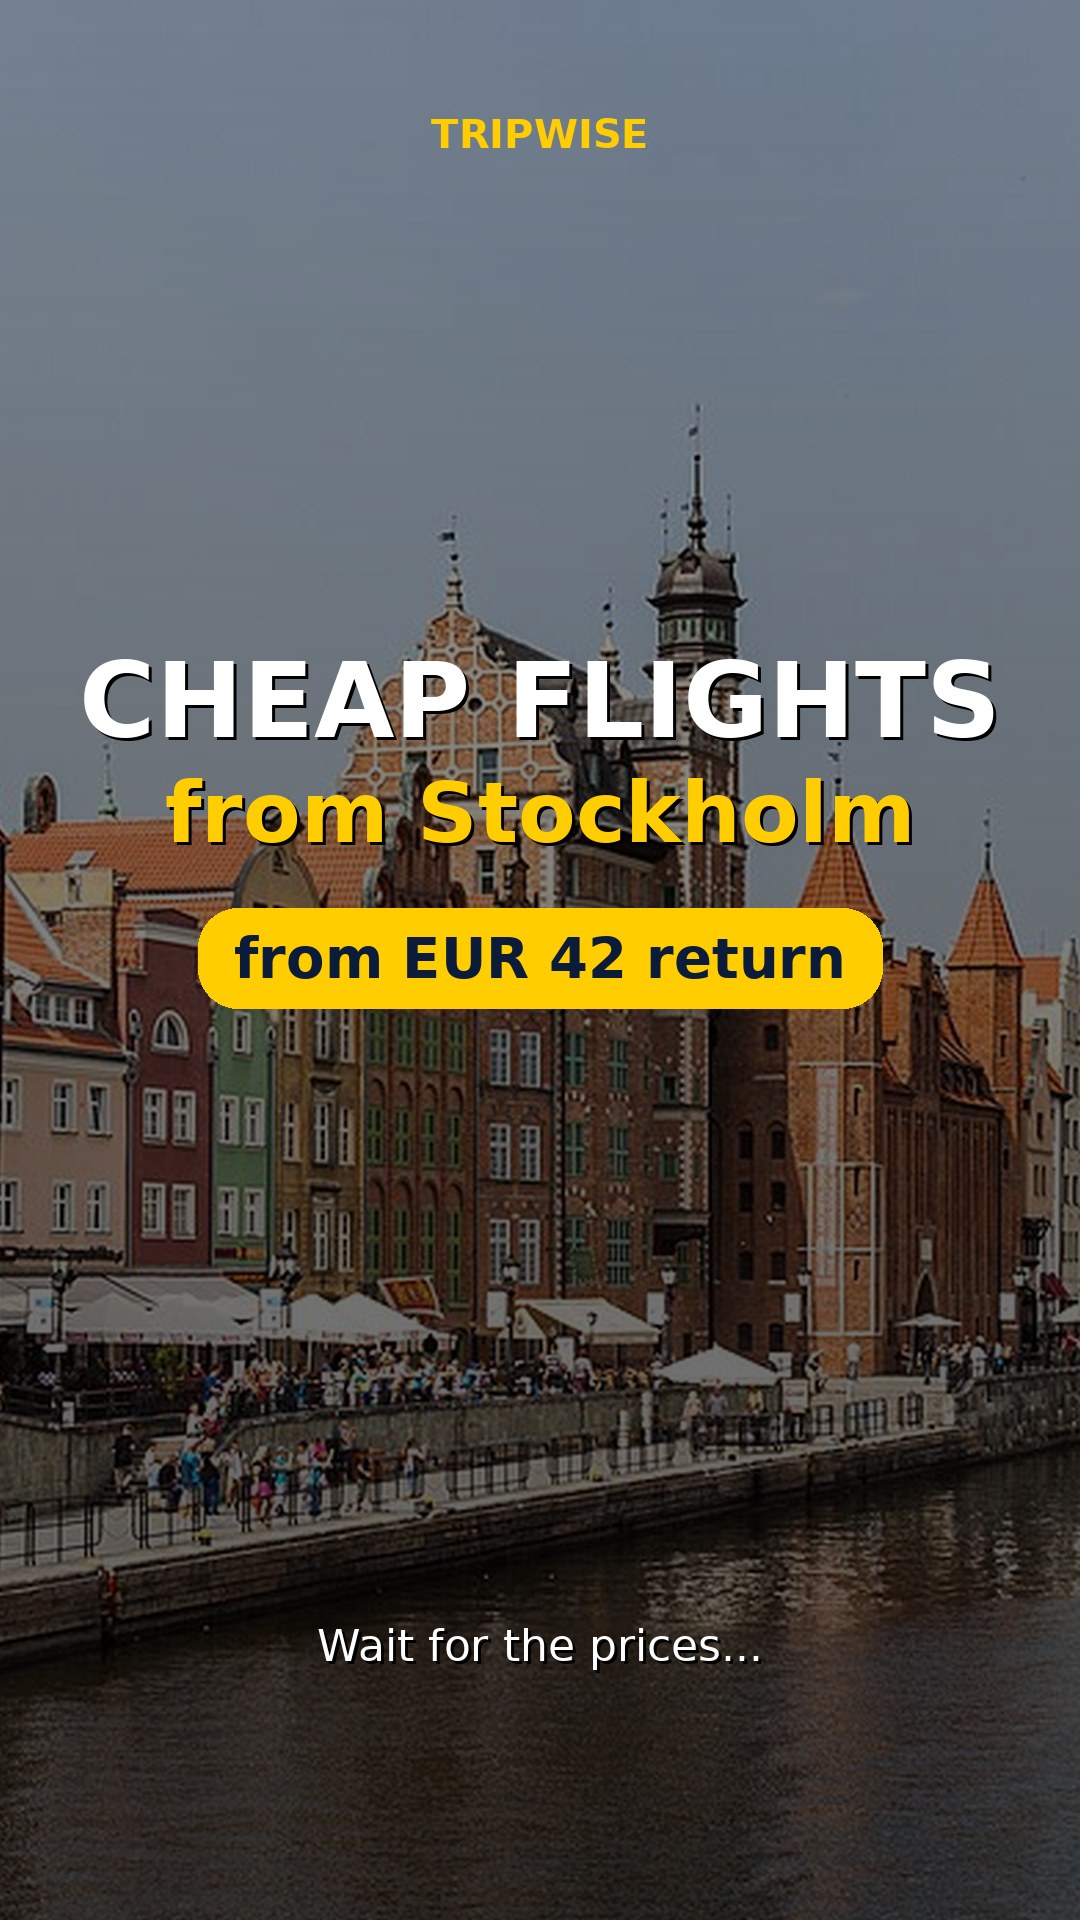 TRIPWISE
CHEAP FLIGHTS
from Stockholm
from EUR 42 return
Wait for the prices...